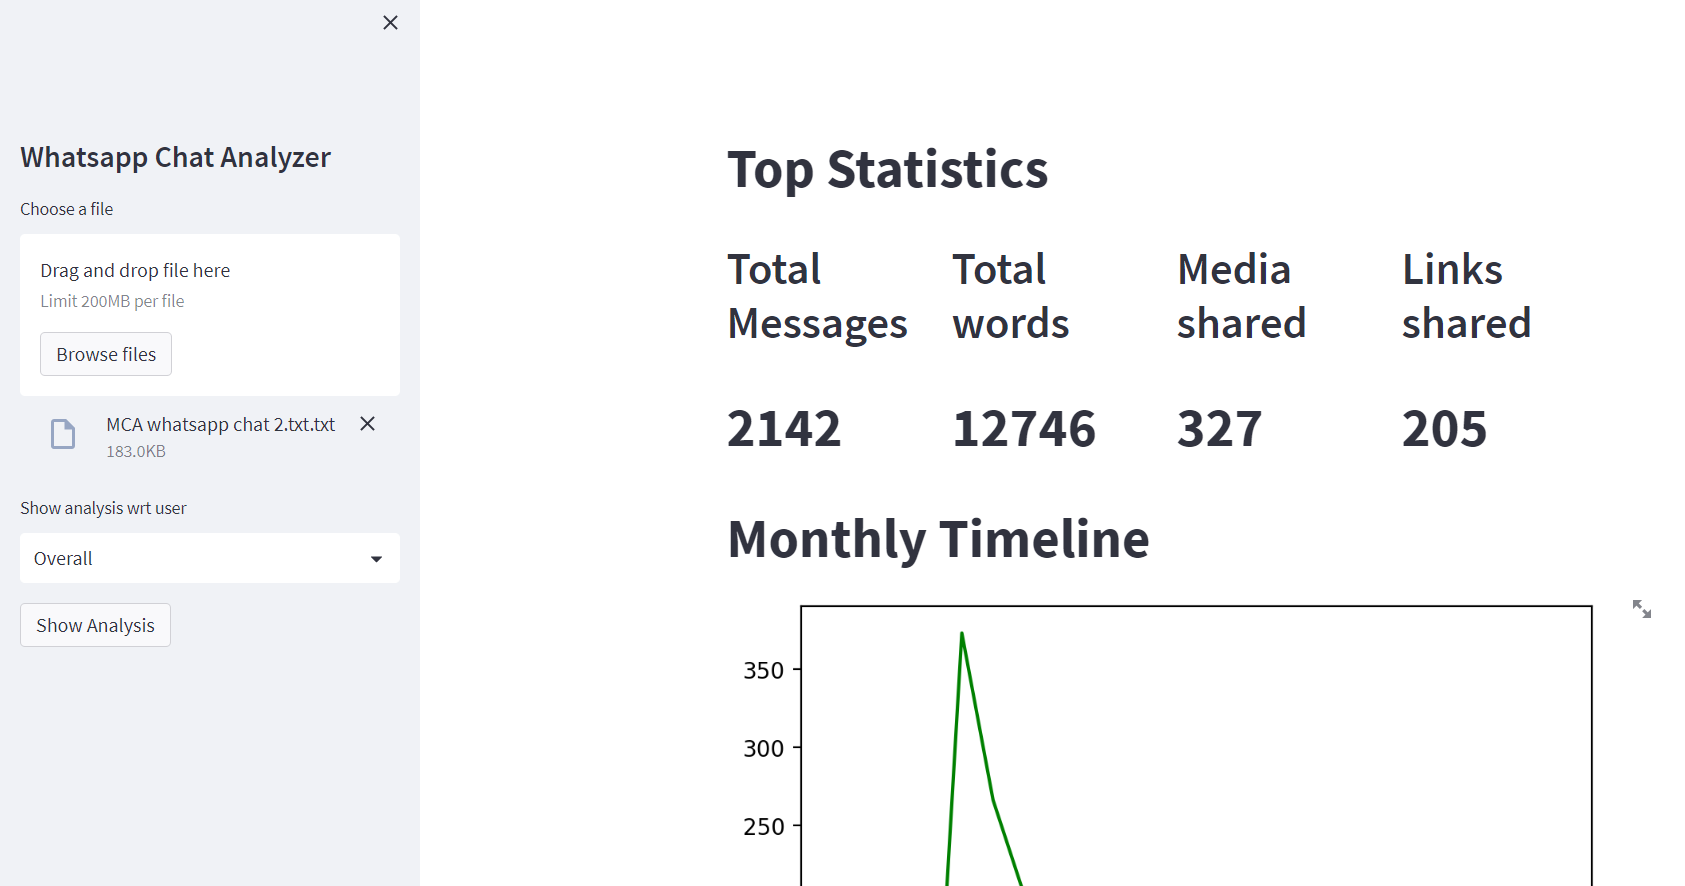 Whatsapp Chat Analyzer
Choose a file
Drag and drop file here
Limit 200MB per file
Browse files
MCA whatsapp chat 2.txt.txt
183.0KB
Show analysis wrt user
Overall
Show Analysis
Top Statistics
Total Messages
Total words
Media shared
Links shared
2142
12746
327
205
Monthly Timeline
350
300
250